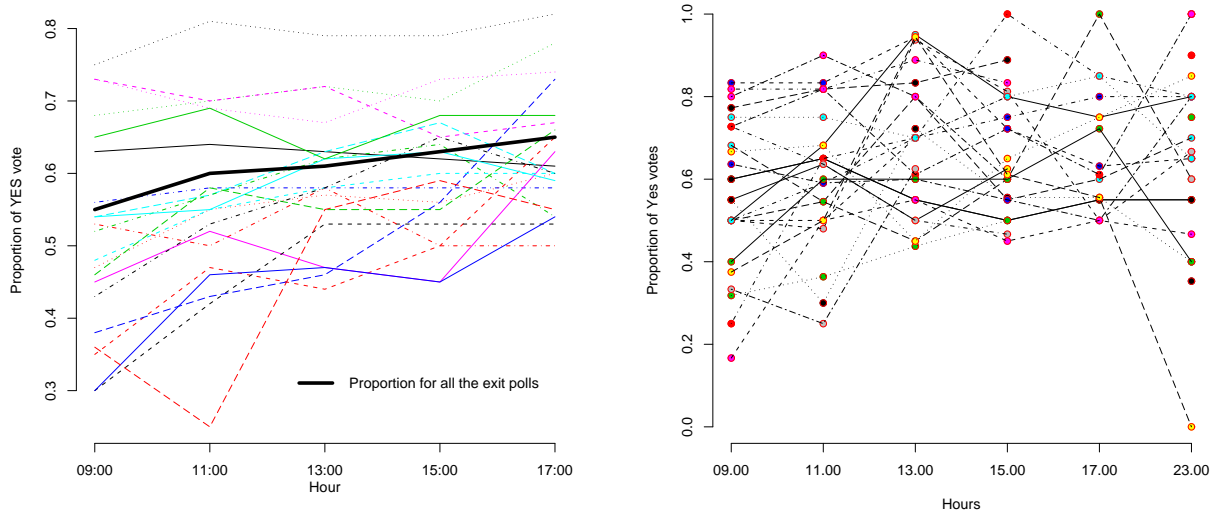 Proportion of YES vote
0.8
0.7
0.6
0.5
0.4
0.3
Proportion for all the exit polls
09:00 11:00 13:00 15:00 17:00
Hour
Proportion of Yes votes
1.0
0.8
0.6
0.4
0.2
0.0
09.00 11.00 13.00 15.00 17.00 23.00
Hours